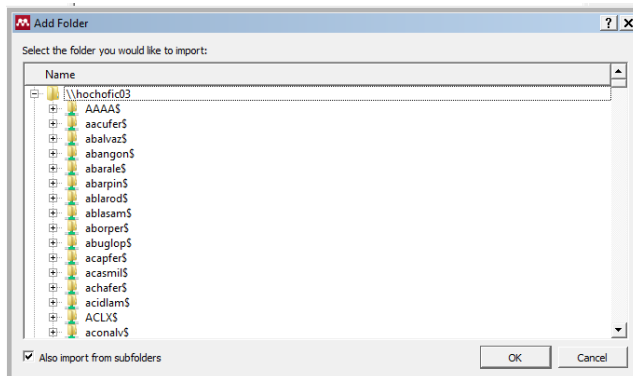 Add Folder
Select the folder you would like to import:
Name
\\hochofic03
AAAA$
aacufer$
abalvaz$
abangon$
abarale$
abarpin$
ablarod$
ablasam$
aborper$
abuglop$
acapfer$
acasmil$
achafer$
acidlam$
ACLX$
aconalv$
Also import from subfolders
OK Cancel